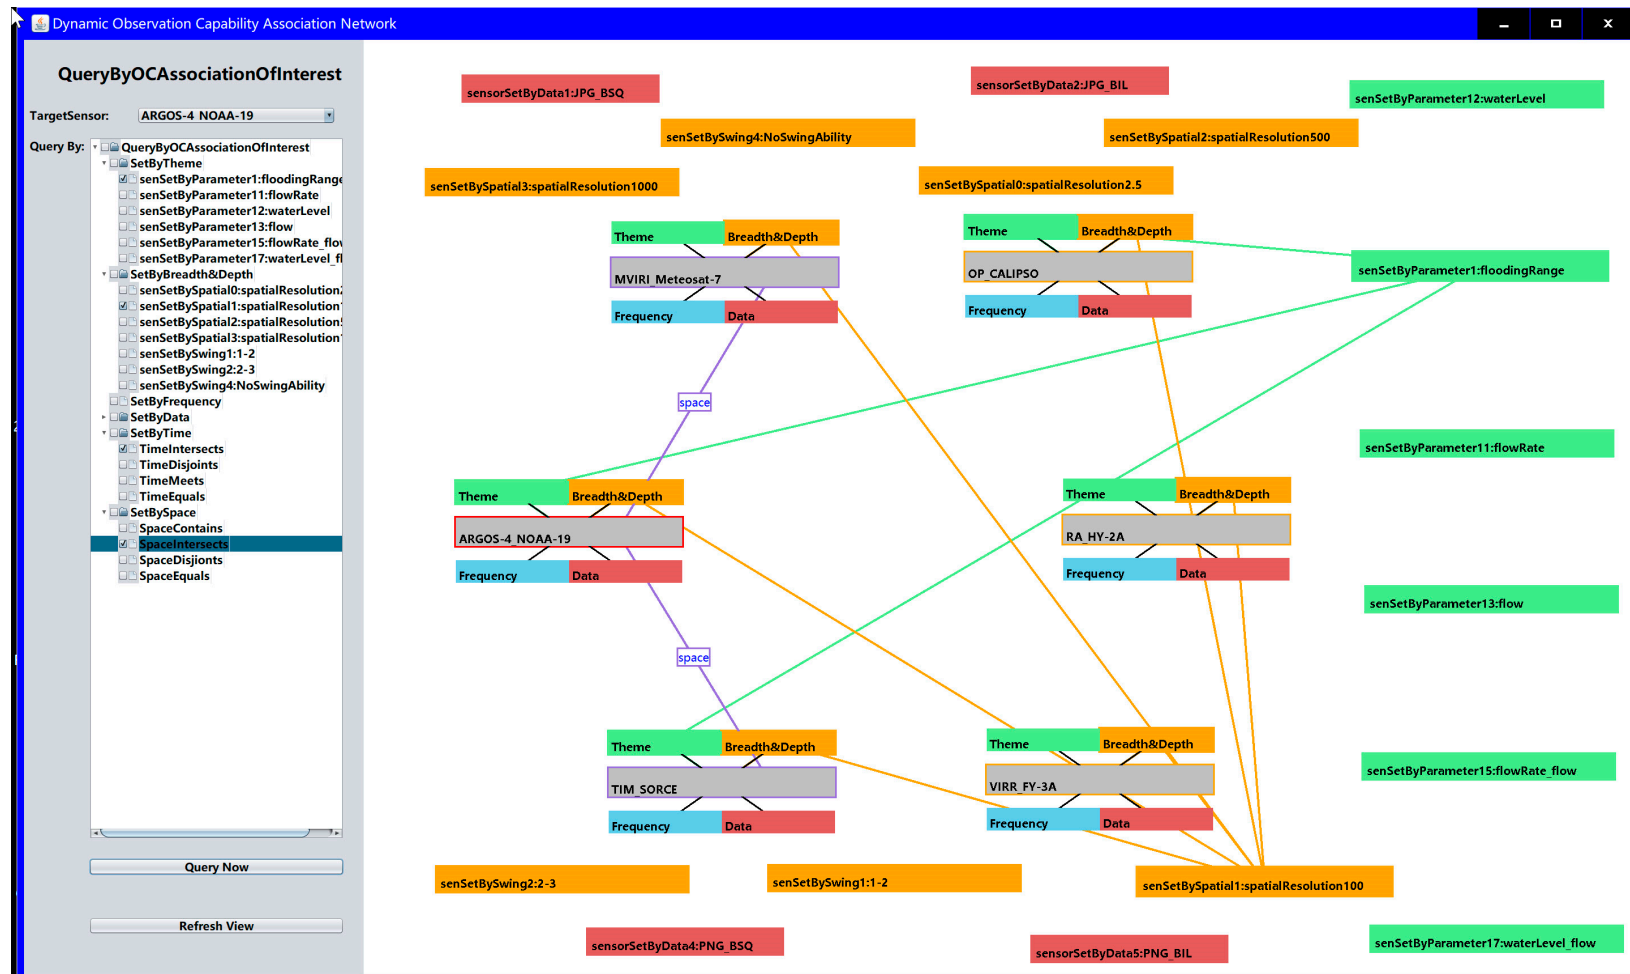 Dynamic Observation Capability Association Network
QueryByOCAssociationOfInterest
TargetSensor:
ARGOS-4 NOAA-19
Query By:
QueryByOCAssociationOfInterest
SetByTheme
senSetByParameter1:floodingRange
senSetByParameter11:flowRate
senSetByParameter12:waterLevel
senSetByParameter13:flow
senSetByParameter15:flowRate_flow
senSetByParameter17:waterLevel_fl
SetByBreadth&Depth
senSetBySpatial0:spatialResolution2
senSetBySpatial1:spatialResolution1
senSetBySpatial2:spatialResolution5
senSetBySpatial3:spatialResolution1
senSetBySwing1:1-2
senSetBySwing2:2-3
senSetBySwing4:NoSwingAbility
SetByFrequency
SetByData
SetByTime
TimeIntersects
TimeDisjoints
TimeMeets
TimeEquals
SetBySpace
SpaceContains
SpaceIntersects
SpaceDisjionts
SpaceEquals
Query Now
Refresh View
sensorSetByData1:JPG_BSQ
sensorSetByData2:JPG_BIL
senSetByParameter12:waterLevel
senSetBySwing4:NoSwingAbility
senSetBySpatial2:spatialResolution500
senSetBySpatial3:spatialResolution1000
senSetBySpatial0:spatialResolution2.5
Theme Breadth&Depth
MVIRI_Meteosat-7
Frequency Data
Theme Breadth&Depth
OP_CALIPSO
Frequency Data
senSetByParameter1:floodingRange
space
senSetByParameter11:flowRate
Theme Breadth&Depth
ARGOS-4_NOAA-19
Frequency Data
Theme Breadth&Depth
RA_HY-2A
Frequency Data
senSetByParameter13:flow
space
Theme Breadth&Depth
TIM_SORCE
Frequency Data
Theme Breadth&Depth
VIRR_FY-3A
Frequency Data
senSetByParameter15:flowRate_flow
senSetBySwing2:2-3
senSetBySwing1:1-2
senSetBySpatial1:spatialResolution100
sensorSetByData4:PNG_BSQ
sensorSetByData5:PNG_BIL
senSetByParameter17:waterLevel_flow